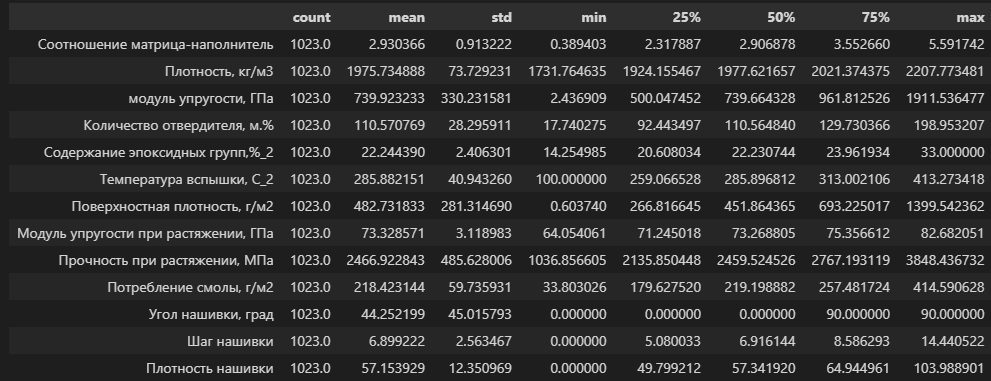 count mean std min 25% 50% 75% max
Соотношение матрица-наполнитель 1023.0 2.930366 0.913222 0.389403 2.317887 2.906878 3.552660 5.591742
Плотность, кг/м3 1023.0 1975.734888 73.729231 1731.764635 1924.155467 1977.621657 2021.374375 2207.773481
модуль упругости, ГПа 1023.0 739.923233 330.231581 2.436909 500.047452 739.664328 961.812526 1911.536477
Количество отвердителя, м.% 1023.0 110.570769 28.295911 17.740275 92.443497 110.564840 129.730366 198.953207
Содержание эпоксидных групп,%_2 1023.0 22.244390 2.406301 14.254985 20.608034 22.230744 23.961934 33.000000
Температура вспышки, С_2 1023.0 285.882151 40.943260 100.000000 259.066528 285.896812 313.002106 413.273418
Поверхностная плотность, г/м2 1023.0 482.731833 281.314690 0.603740 266.816645 451.864365 693.225017 1399.542362
Модуль упругости при растяжении, ГПа 1023.0 73.328571 3.118983 64.054061 71.245018 73.268805 75.356612 82.682051
Прочность при растяжении, МПа 1023.0 2466.922843 485.628006 1036.856605 2135.850448 2459.524526 2767.193119 3848.436732
Потребление смолы, г/м2 1023.0 218.423144 59.735931 33.803026 179.627520 219.198882 257.481724 414.590628
Угол нашивки, град 1023.0 44.252199 45.015793 0.000000 0.000000 0.000000 90.000000 90.000000
Шаг нашивки 1023.0 6.899222 2.563467 0.000000 5.080033 6.916144 8.586293 14.440522
Плотность нашивки 1023.0 57.153929 12.350969 0.000000 49.799212 57.341920 64.944961 103.988901